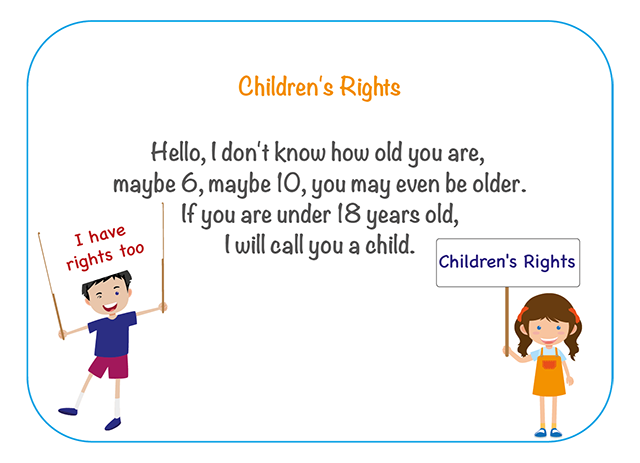 Children's Rights
Hello, I don't know how old you are,
maybe 6, maybe 10, you may even be older.
If you are under 18 years old,
I will call you a child.
I have
rights too
Children's Rights